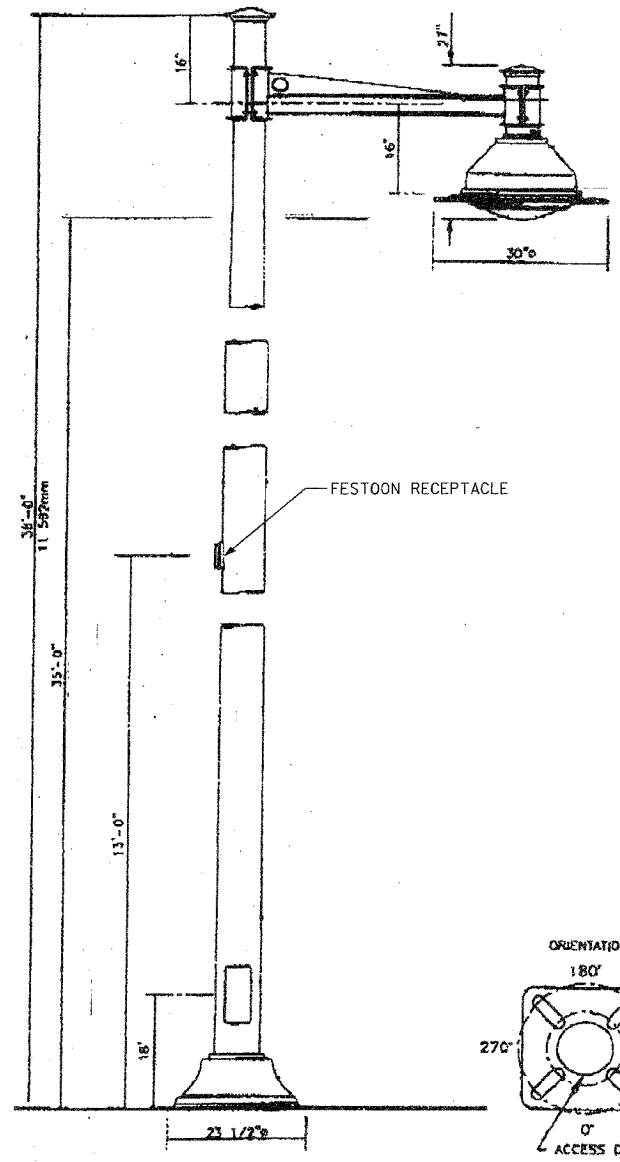 16"
27"
16"
30"ø
FESTOON RECEPTACLE
38'-0"
11 582mm
35'-0"
13'-0"
18"
23 1/2"ø
ORIENTATIO
180°
270°
0°
ACCESS D